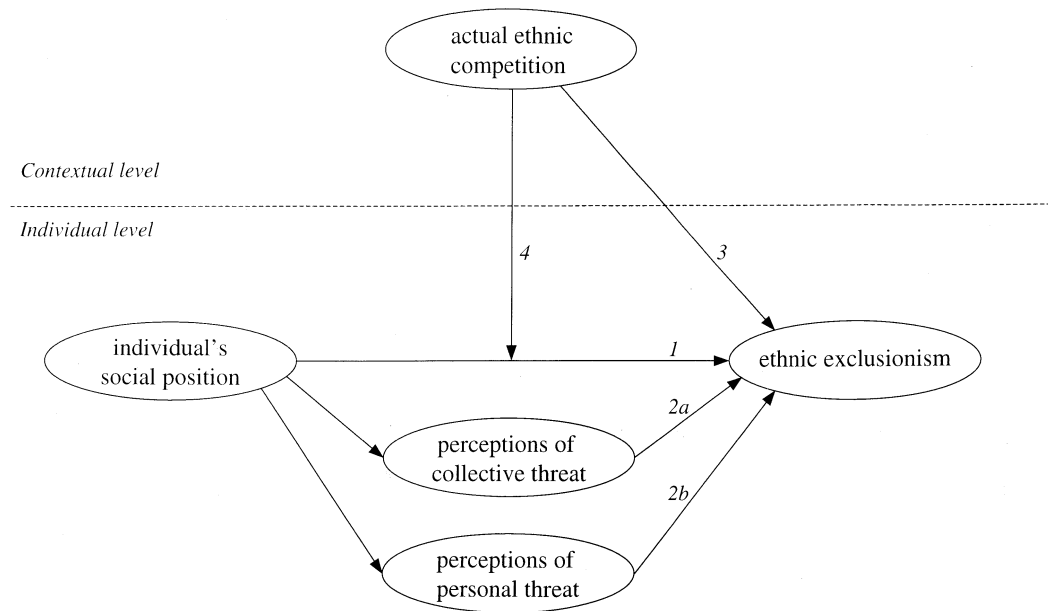 actual ethnic
competition
Contextual level
Individual level
4
3
individual's
social position
1
ethnic exclusionism
2a
perceptions of
collective threat
2b
perceptions of
personal threat